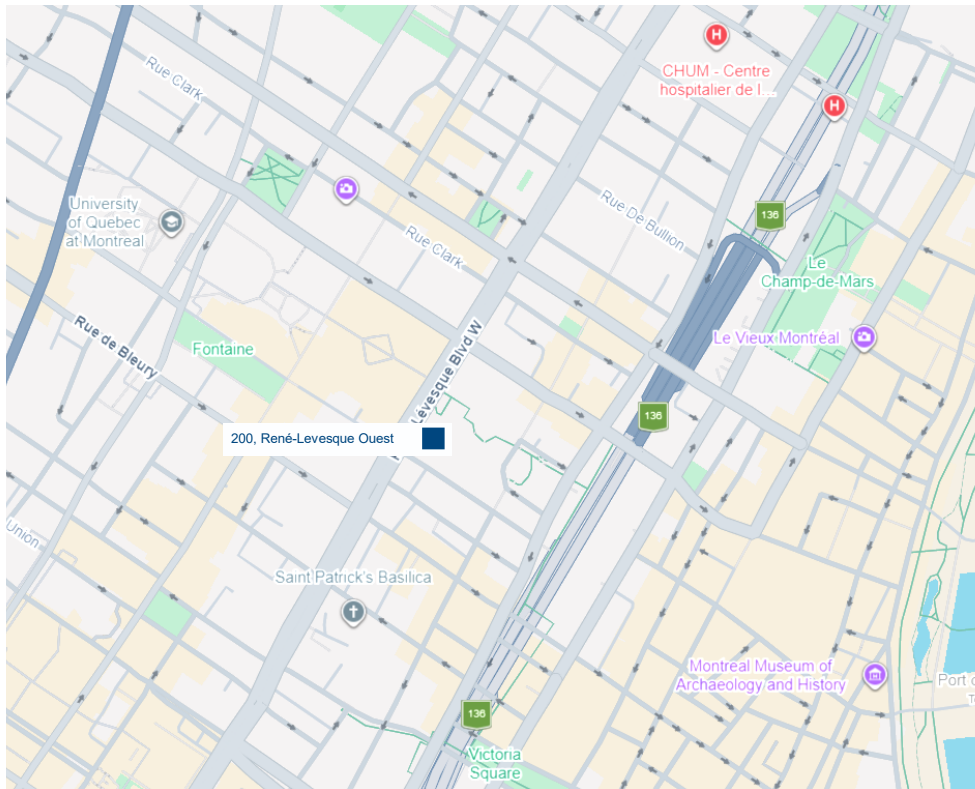 Rue Clark
H
CHUM - Centre
hospitalier de l...
H
University
of Quebec
at Montreal
Rue De Bullion
136
Rue Clark
Le
Champ-de-Mars
Rue de Bleury
Fontaine
Le Vieux Montréal
Lévesque Blvd W
136
200, René-Levesque Ouest
Union
Saint Patrick's Basilica
Montreal Museum of
Archaeology and History
Port
136
Victoria
Square